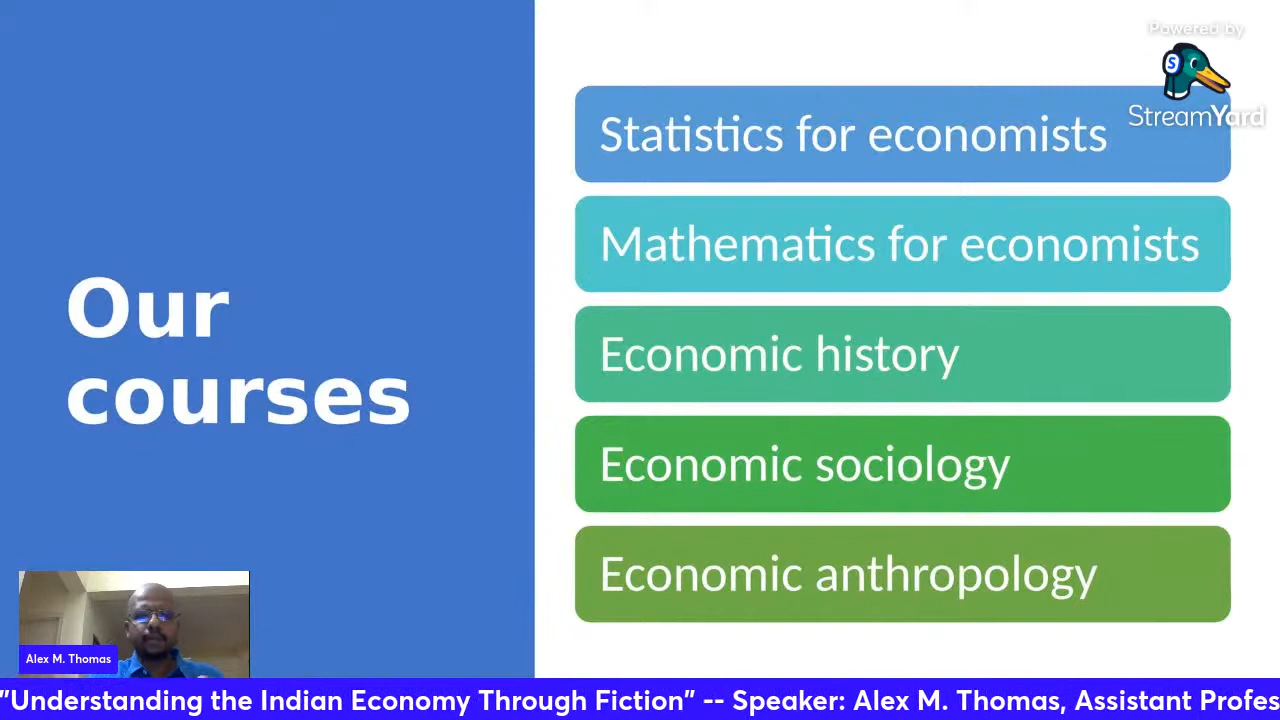 Powered by
S
StreamYard
Our
courses
Statistics for economists
Mathematics for economists
Economic history
Economic sociology
Economic anthropology
Alex M. Thomas
"Understanding the Indian Economy Through Fiction" -- Speaker: Alex M. Thomas, Assistant Profes